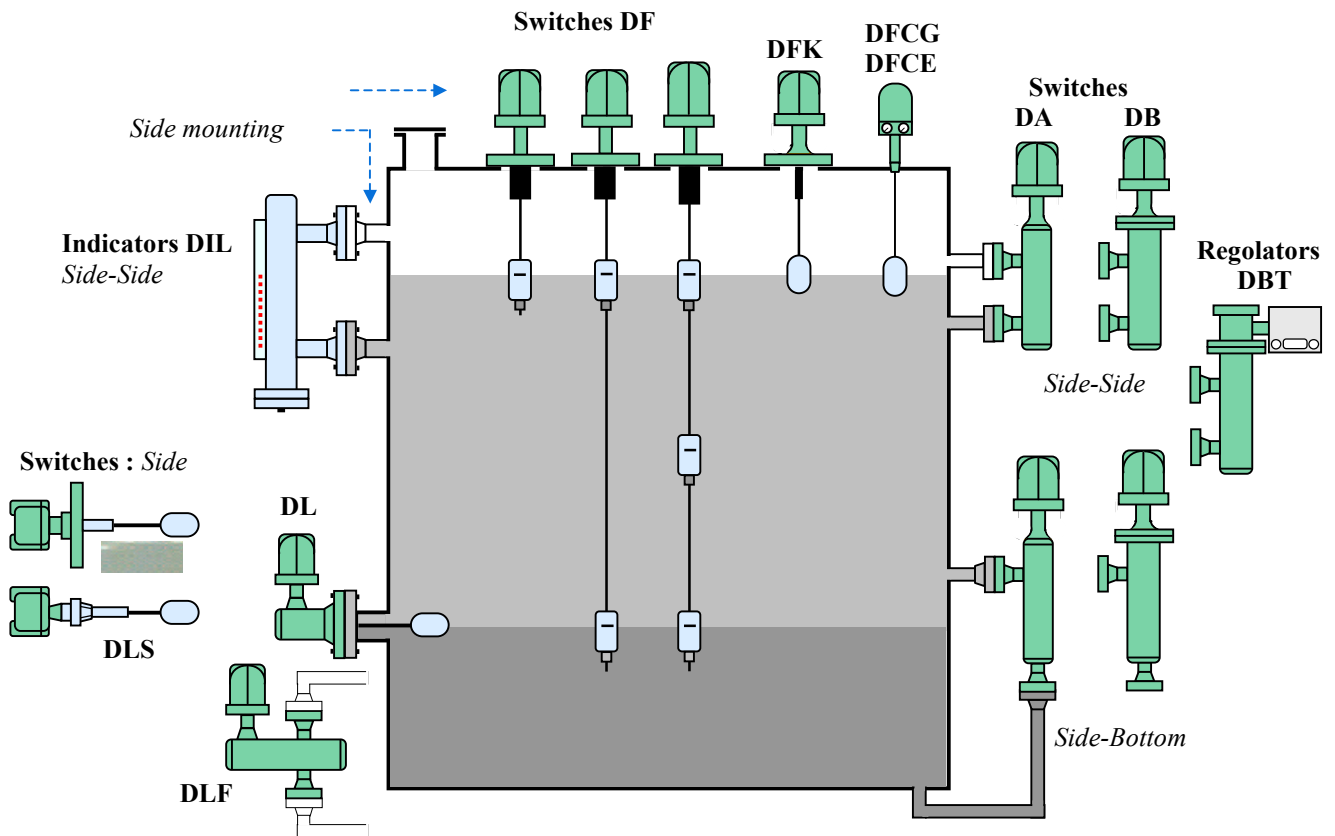 Switches DF
DFK
DFCG
DFCE
Switches
DA
DB
Side mounting
Indicators DIL
Side-Side
Regolators
DBT
Side-Side
Switches : Side
DL
DLS
DLF
Side-Bottom